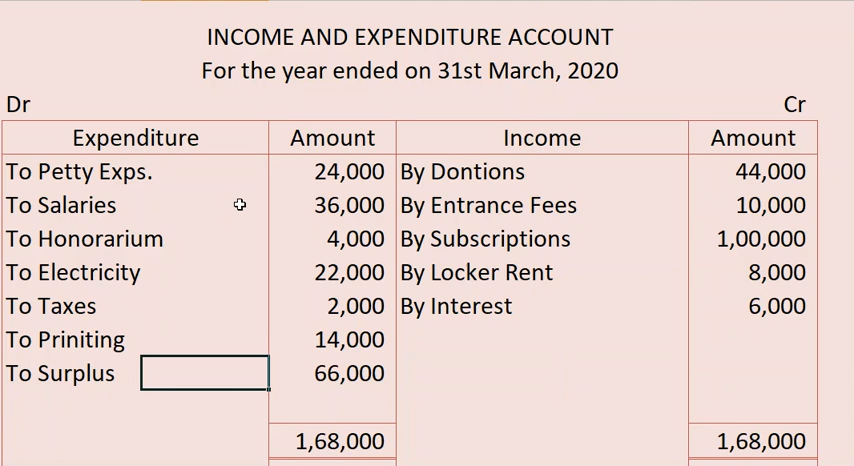 INCOME AND EXPENDITURE ACCOUNT
For the year ended on 31st March, 2020
Dr Cr
Expenditure Amount Income Amount
To Petty Exps. 24,000 By Dontions 44,000
To Salaries 36,000 By Entrance Fees 10,000
To Honorarium 4,000 By Subscriptions 1,00,000
To Electricity 22,000 By Locker Rent 8,000
To Taxes 2,000 By Interest 6,000
To Priniting 14,000
To Surplus 66,000
1,68,000 1,68,000